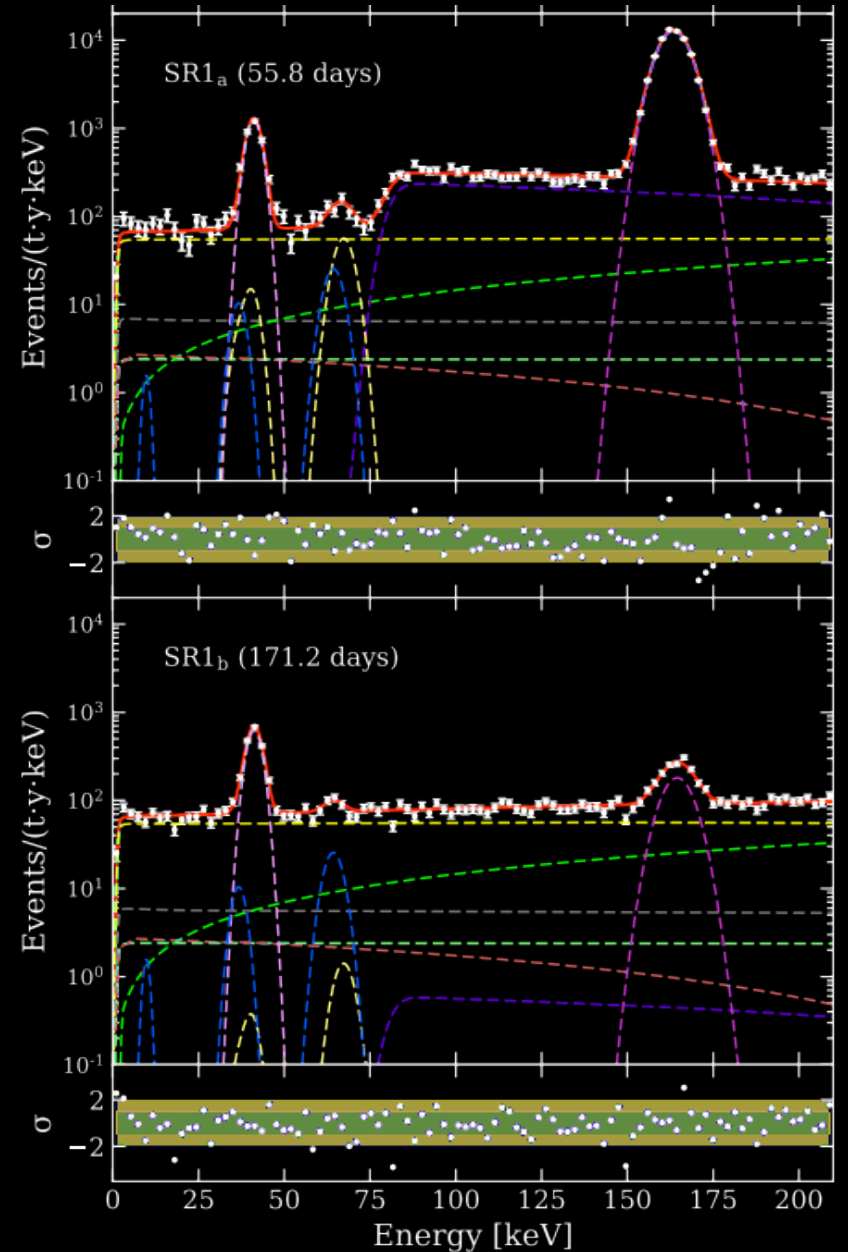 10⁴
SR1ₐ (55.8 days)
10³
10²
10¹
10⁰
10⁻¹
Events/(t·y·keV)
2
−2
σ
10⁴
SR1_b (171.2 days)
10³
10²
10¹
10⁰
10⁻¹
Events/(t·y·keV)
2
−2
σ
0 25 50 75 100 125 150 175 200
Energy [keV]